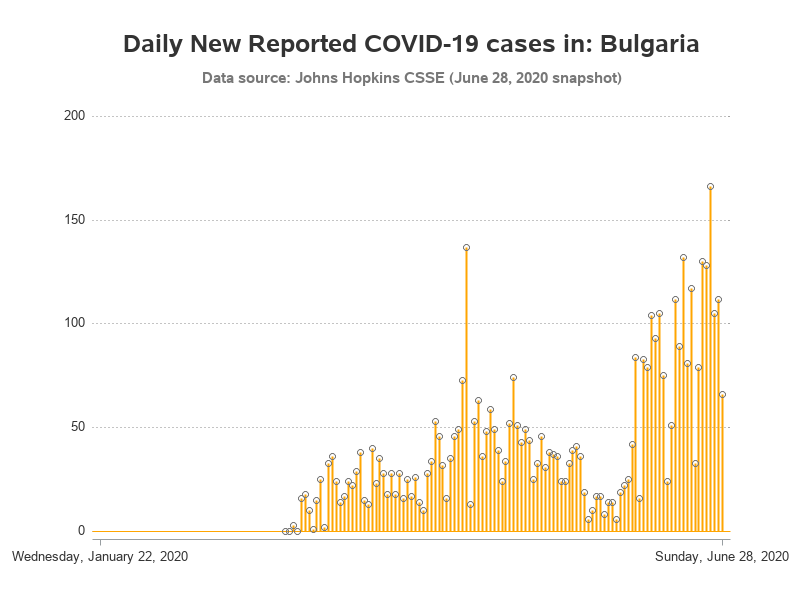 Daily New Reported COVID-19 cases in: Bulgaria
Data source: Johns Hopkins CSSE (June 28, 2020 snapshot)
200
150
100
50
0
Wednesday, January 22, 2020
Sunday, June 28, 2020